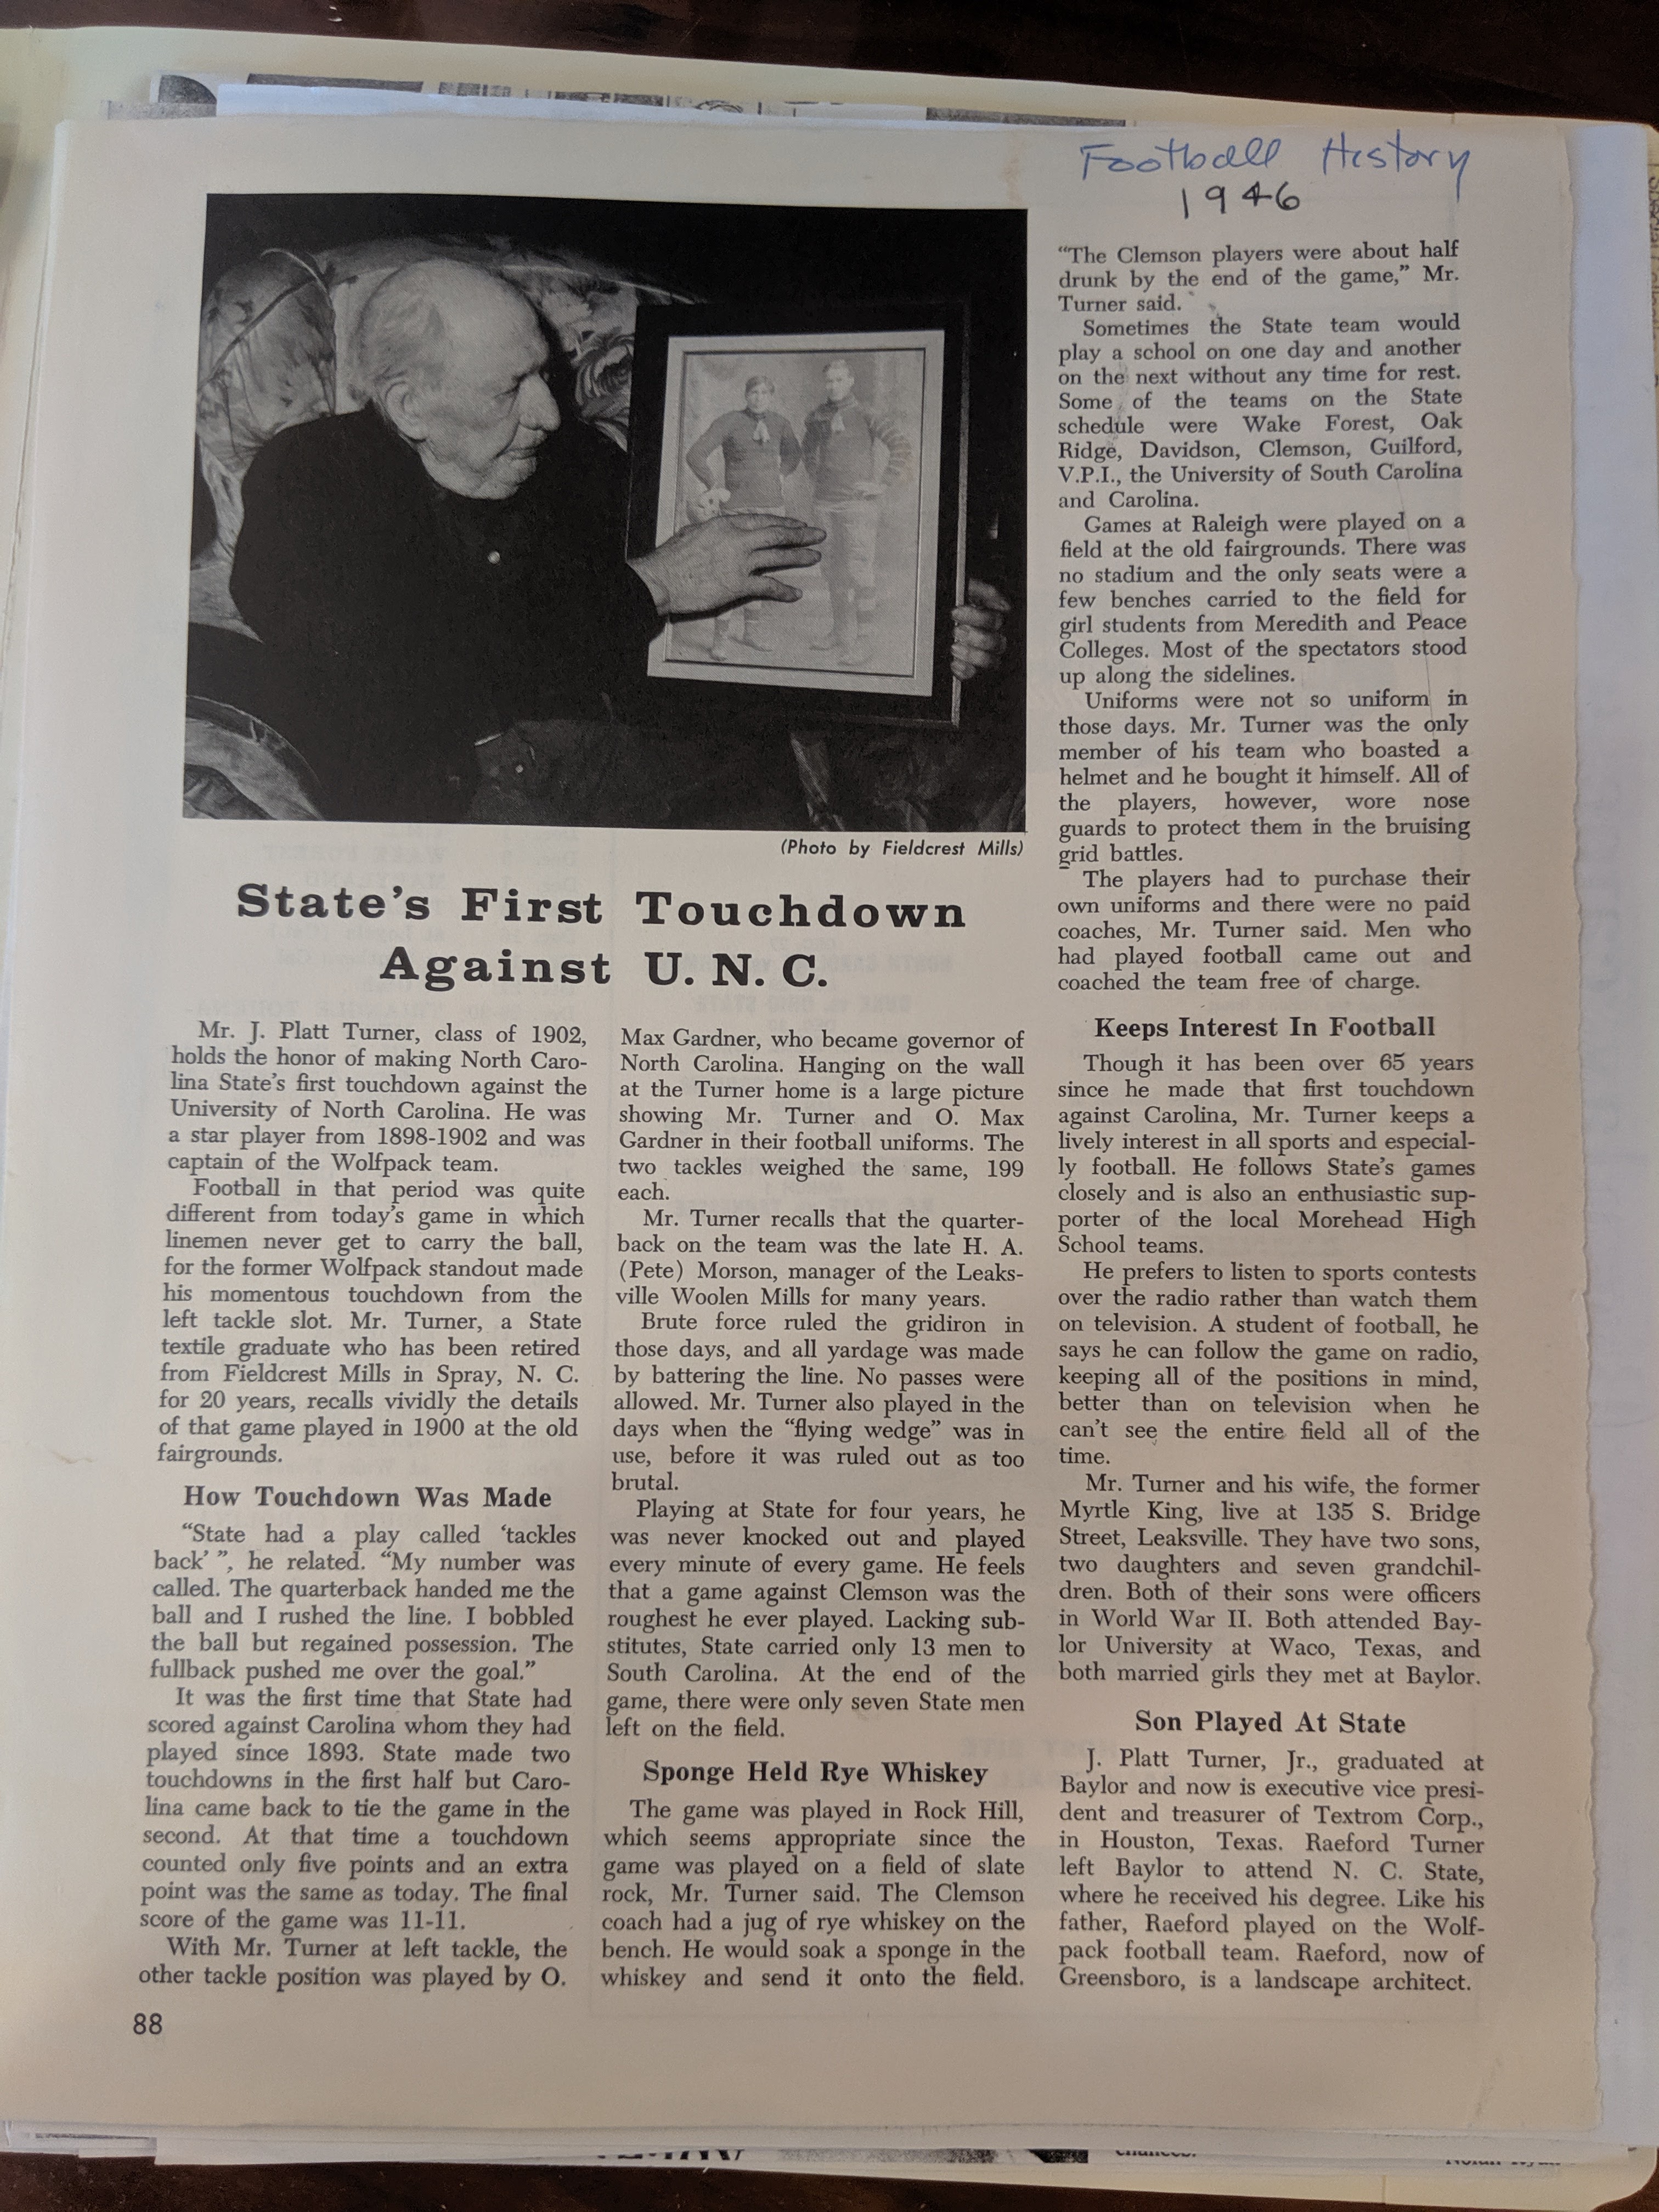 Football History
1946
(Photo by Fieldcrest Mills)
State's First Touchdown
Against U. N. C.
Mr. J. Platt Turner, class of 1902,
holds the honor of making North Caro-
lina State's first touchdown against the
University of North Carolina. He was
a star player from 1898-1902 and was
captain of the Wolfpack team.
Football in that period was quite
different from today's game in which
linemen never get to carry the ball,
for the former Wolfpack standout made
his momentous touchdown from the
left tackle slot. Mr. Turner, a State
textile graduate who has been retired
from Fieldcrest Mills in Spray, N. C.
for 20 years, recalls vividly the details
of that game played in 1900 at the old
fairgrounds.
How Touchdown Was Made
"State had a play called 'tackles
back' ", he related. "My number was
called. The quarterback handed me the
ball and I rushed the line. I bobbled
the ball but regained possession. The
fullback pushed me over the goal."
It was the first time that State had
scored against Carolina whom they had
played since 1893. State made two
touchdowns in the first half but Caro-
lina came back to tie the game in the
second. At that time a touchdown
counted only five points and an extra
point was the same as today. The final
score of the game was 11-11.
With Mr. Turner at left tackle, the
other tackle position was played by O.
Max Gardner, who became governor of
North Carolina. Hanging on the wall
at the Turner home is a large picture
showing Mr. Turner and O. Max
Gardner in their football uniforms. The
two tackles weighed the same, 199
each.
Mr. Turner recalls that the quarter-
back on the team was the late H. A.
(Pete) Morson, manager of the Leaks-
ville Woolen Mills for many years.
Brute force ruled the gridiron in
those days, and all yardage was made
by battering the line. No passes were
allowed. Mr. Turner also played in the
days when the "flying wedge" was in
use, before it was ruled out as too
brutal.
Playing at State for four years, he
was never knocked out and played
every minute of every game. He feels
that a game against Clemson was the
roughest he ever played. Lacking sub-
stitutes, State carried only 13 men to
South Carolina. At the end of the
game, there were only seven State men
left on the field.
Sponge Held Rye Whiskey
The game was played in Rock Hill,
which seems appropriate since the
game was played on a field of slate
rock, Mr. Turner said. The Clemson
coach had a jug of rye whiskey on the
bench. He would soak a sponge in the
whiskey and send it onto the field.
"The Clemson players were about half
drunk by the end of the game," Mr.
Turner said.
Sometimes the State team would
play a school on one day and another
on the next without any time for rest.
Some of the teams on the State
schedule were Wake Forest, Oak
Ridge, Davidson, Clemson, Guilford,
V.P.I., the University of South Carolina
and Carolina.
Games at Raleigh were played on a
field at the old fairgrounds. There was
no stadium and the only seats were a
few benches carried to the field for
girl students from Meredith and Peace
Colleges. Most of the spectators stood
up along the sidelines.
Uniforms were not so uniform in
those days. Mr. Turner was the only
member of his team who boasted a
helmet and he bought it himself. All of
the players, however, wore nose
guards to protect them in the bruising
grid battles.
The players had to purchase their
own uniforms and there were no paid
coaches, Mr. Turner said. Men who
had played football came out and
coached the team free of charge.
Keeps Interest In Football
Though it has been over 65 years
since he made that first touchdown
against Carolina, Mr. Turner keeps a
lively interest in all sports and especial-
ly football. He follows State's games
closely and is also an enthusiastic sup-
porter of the local Morehead High
School teams.
He prefers to listen to sports contests
over the radio rather than watch them
on television. A student of football, he
says he can follow the game on radio,
keeping all of the positions in mind,
better than on television when he
can't see the entire field all of the
time.
Mr. Turner and his wife, the former
Myrtle King, live at 135 S. Bridge
Street, Leaksville. They have two sons,
two daughters and seven grandchil-
dren. Both of their sons were officers
in World War II. Both attended Bay-
lor University at Waco, Texas, and
both married girls they met at Baylor.
Son Played At State
J. Platt Turner, Jr., graduated at
Baylor and now is executive vice presi-
dent and treasurer of Textrom Corp.,
in Houston, Texas. Raeford Turner
left Baylor to attend N. C. State,
where he received his degree. Like his
father, Raeford played on the Wolf-
pack football team. Raeford, now of
Greensboro, is a landscape architect.
88
chances.